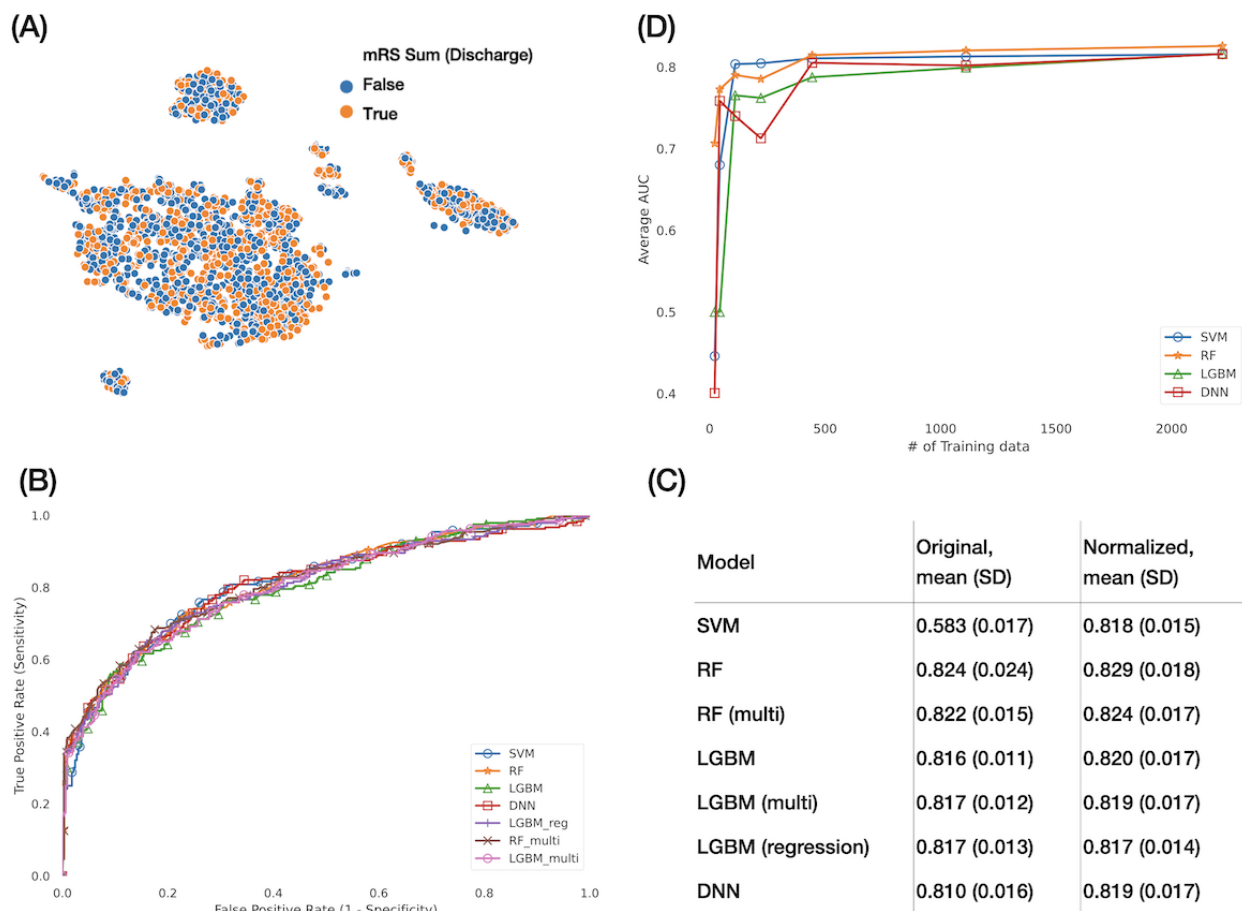 (A)
mRS Sum (Discharge)
False
True
(D)
Average AUC
0.8
0.7
0.6
0.5
0.4
0
500
1000
1500
2000
# of Training data
SVM
RF
LGBM
DNN
(B)
True Positive Rate (Sensitivity)
1.0
0.8
0.6
0.4
0.2
0.0
0.0
0.2
0.4
0.6
0.8
1.0
False Positive Rate (1 - Specificity)
SVM
RF
LGBM
DNN
LGBM_reg
RF_multi
LGBM_multi
(C)
Model Original, mean (SD) Normalized, mean (SD)
SVM 0.583 (0.017) 0.818 (0.015)
RF 0.824 (0.024) 0.829 (0.018)
RF (multi) 0.822 (0.015) 0.824 (0.017)
LGBM 0.816 (0.011) 0.820 (0.017)
LGBM (multi) 0.817 (0.012) 0.819 (0.017)
LGBM (regression) 0.817 (0.013) 0.817 (0.014)
DNN 0.810 (0.016) 0.819 (0.017)